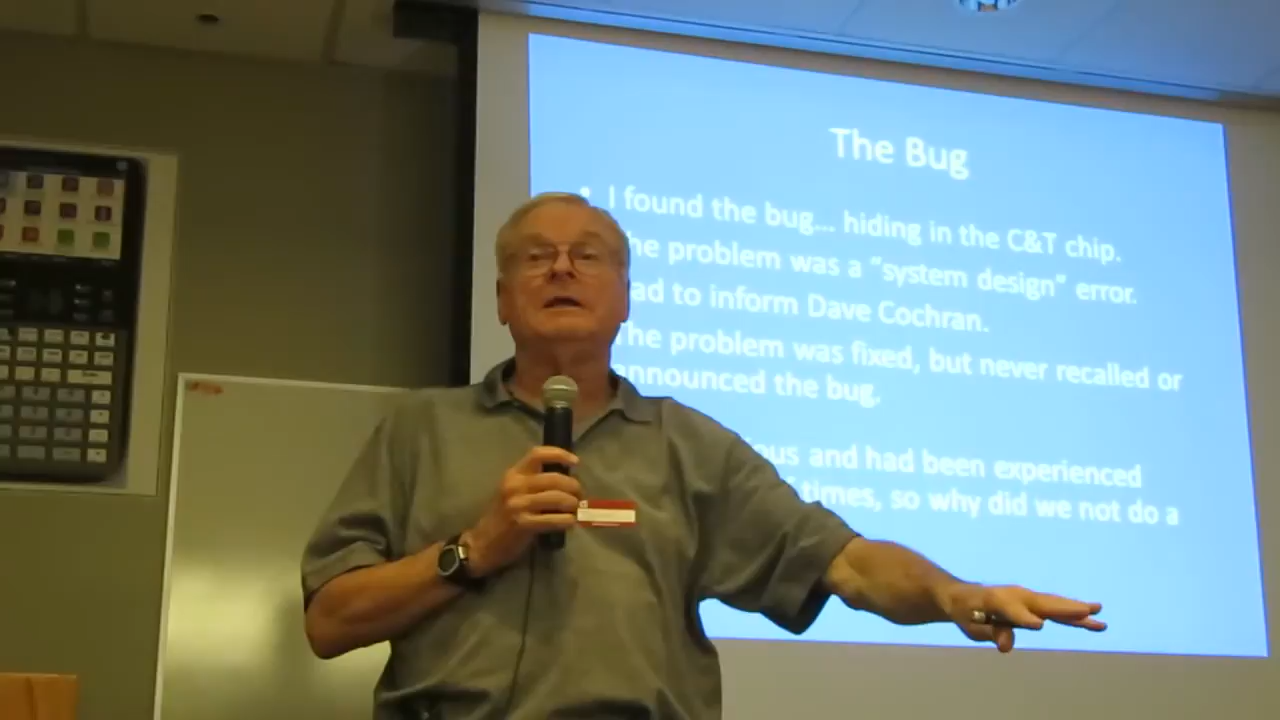 The Bug
• I found the bug... hiding in the C&T chip.
he problem was a "system design" error.
ad to inform Dave Cochran.
The problem was fixed, but never recalled or
announced the bug.
ous and had been experienced
times, so why did we not do a